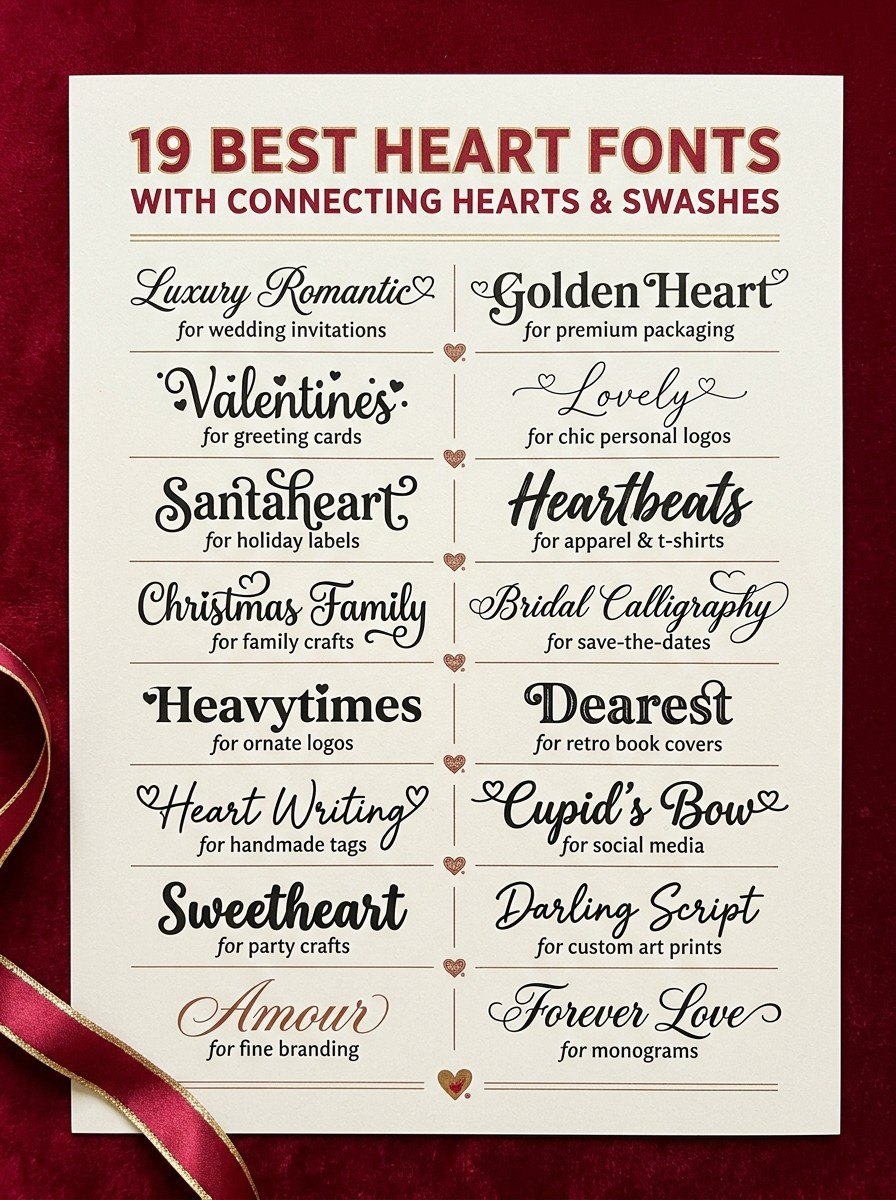 19 BEST HEART FONTS
WITH CONNECTING HEARTS & SWASHES
Luxury Romantic
for wedding invitations
Golden Heart
for premium packaging
Valentines
for greeting cards
Lovely
for chic personal logos
Santaheart
for holiday labels
Heartbeats
for apparel & t-shirts
Christmas Family
for family crafts
Bridal Calligraphy
for save-the-dates
Heavytimes
for ornate logos
Dearest
for retro book covers
Heart Writing
for handmade tags
Cupid's Bow
for social media
Sweetheart
for party crafts
Darling Script
for custom art prints
Amour
for fine branding
Forever Love
for monograms